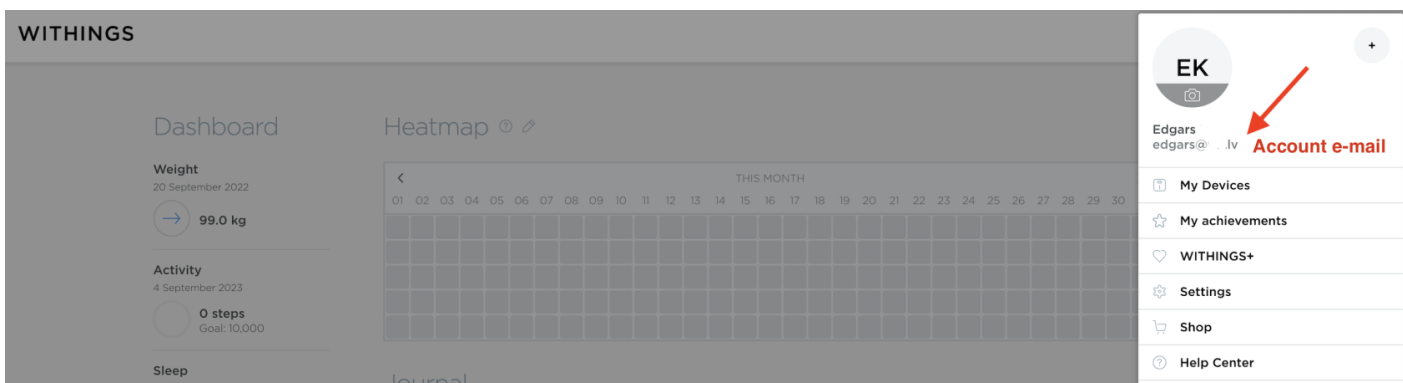 WITHINGS
Dashboard
Weight
20 September 2022
99.0 kg
Activity
4 September 2023
0 steps
Goal: 10,000
Sleep
Heatmap
THIS MONTH
01 02 03 04 05 06 07 08 09 10 11 12 13 14 15 16 17 18 19 20 21 22 23 24 25 26 27 28 29 30
Journal
EK
+
Edgars
edgars@ .lv
Account e-mail
My Devices
My achievements
WITHINGS+
Settings
Shop
Help Center